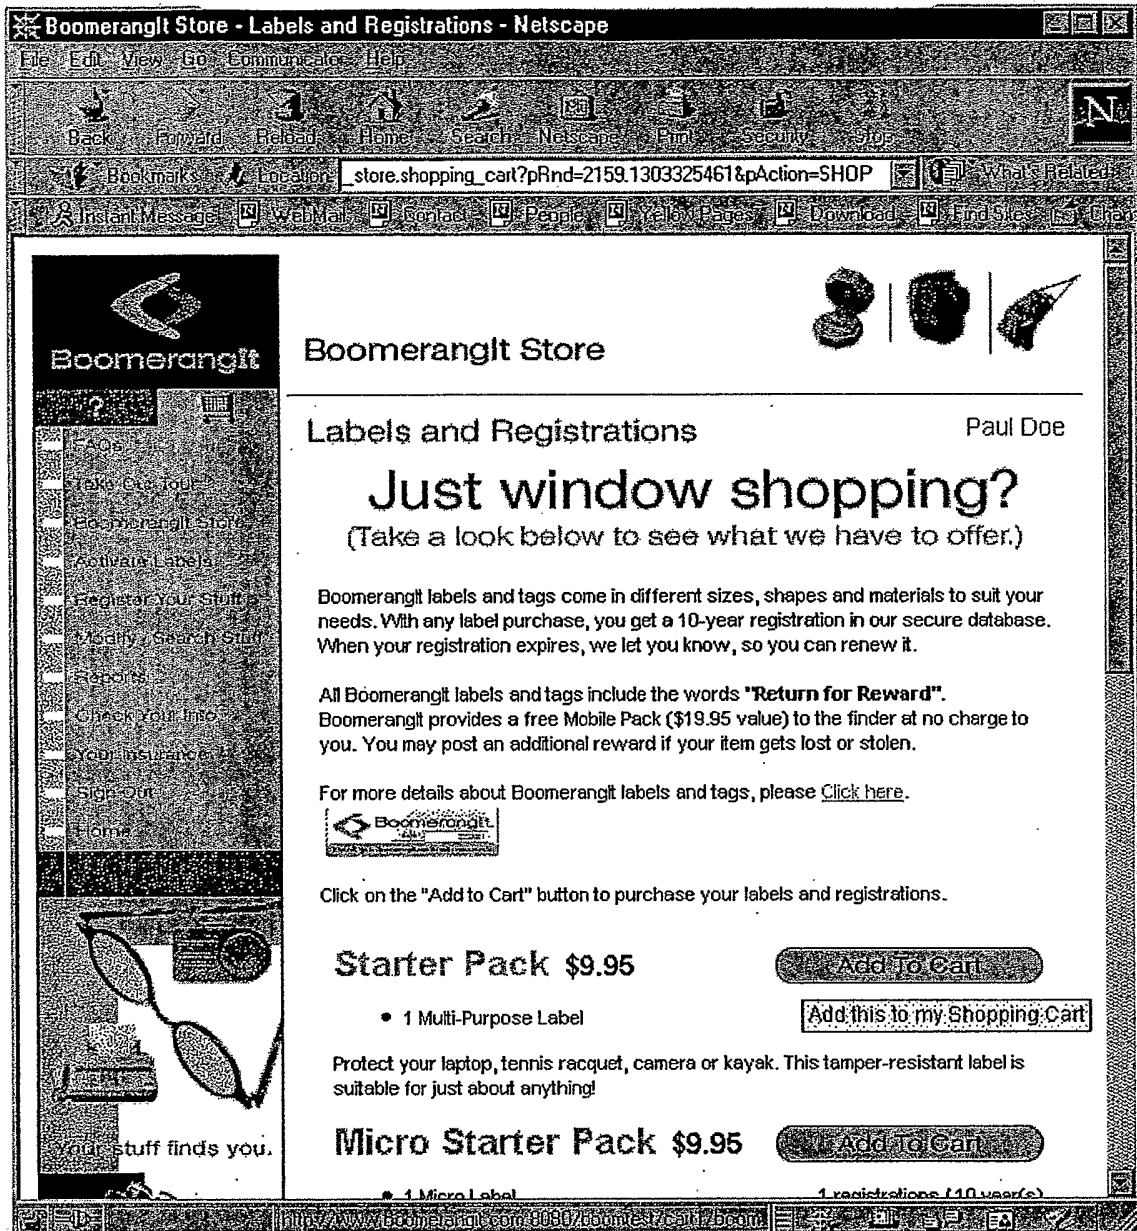 BoomerangIt Store - Labels and Registrations - Netscape
File Edit View Go Communicator Help
Back Forward Reload Home Search Netscape Print Security Stop
N
Bookmarks Location _store.shopping_cart?pRnd=2159.1303325461&pAction=SHOP What's Related
Instant Message WebMail Contact People Yellow Pages Download Find Sites
BoomerangIt
BoomerangIt Store
?
FAQs
Take Our Tour
BoomerangIt Store
Activate Labels
Register Your Stuff
Modify / Search Stuff
Reports
Check Your Info
Your Insurance
Sign Out
Home
Labels and Registrations
Paul Doe
Just window shopping?
(Take a look below to see what we have to offer.)
BoomerangIt labels and tags come in different sizes, shapes and materials to suit your
needs. With any label purchase, you get a 10-year registration in our secure database.
When your registration expires, we let you know, so you can renew it.
All BoomerangIt labels and tags include the words "Return for Reward".
BoomerangIt provides a free Mobile Pack ($19.95 value) to the finder at no charge to
you. You may post an additional reward if your item gets lost or stolen.
For more details about BoomerangIt labels and tags, please Click here.
BoomerangIt
Click on the "Add to Cart" button to purchase your labels and registrations.
Starter Pack $9.95
Add To Cart
• 1 Multi-Purpose Label
Add this to my Shopping Cart
Protect your laptop, tennis racquet, camera or kayak. This tamper-resistant label is
suitable for just about anything!
Your stuff finds you.
Micro Starter Pack $9.95
Add To Cart
• 1 Micro Label
1 registrations (10 year(s)
http://www.boomerangit.com:8080/boomtest/cart/boom